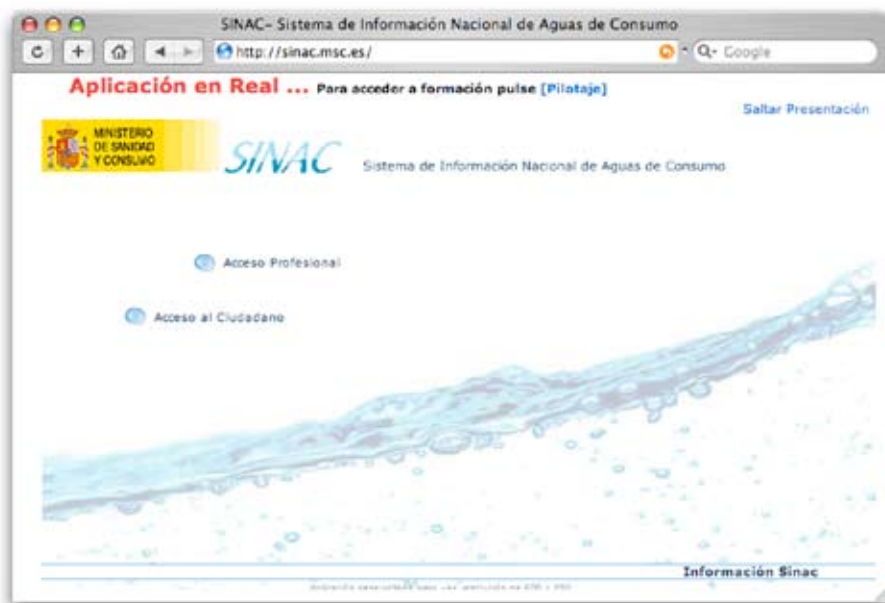 SINAC- Sistema de Información Nacional de Aguas de Consumo
http://sinac.msc.es/
Google
Aplicación en Real ... Para acceder a formación pulse [Pilotaje]
Saltar Presentación
MINISTERIO
DE SANIDAD
Y CONSUMO
SINAC
Sistema de Información Nacional de Aguas de Consumo
Acceso Profesional
Acceso al Ciudadano
Información Sinac